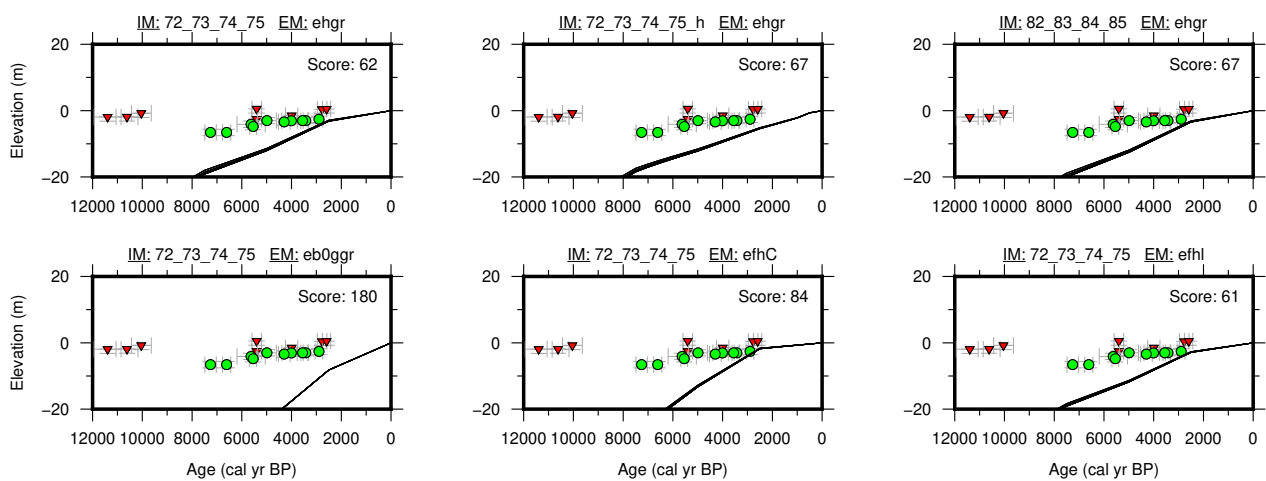 IM: 72_73_74_75 EM: ehgr
IM: 72_73_74_75_h EM: ehgr
IM: 82_83_84_85 EM: ehgr
20
0
−20
Elevation (m)
Score: 62
12000 10000 8000 6000 4000 2000 0
20
0
−20
Score: 67
12000 10000 8000 6000 4000 2000 0
20
0
−20
Score: 67
12000 10000 8000 6000 4000 2000 0
IM: 72_73_74_75 EM: eb0ggr
IM: 72_73_74_75 EM: efhC
IM: 72_73_74_75 EM: efhl
20
0
−20
Elevation (m)
Score: 180
12000 10000 8000 6000 4000 2000 0
Age (cal yr BP)
20
0
−20
Score: 84
12000 10000 8000 6000 4000 2000 0
Age (cal yr BP)
20
0
−20
Score: 61
12000 10000 8000 6000 4000 2000 0
Age (cal yr BP)